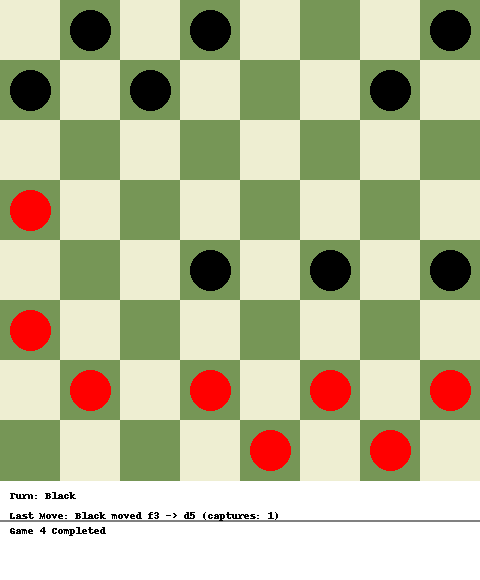 Turn: Black
Last Move: Black moved f3 -> d5 (captures: 1)
Game 4 Completed